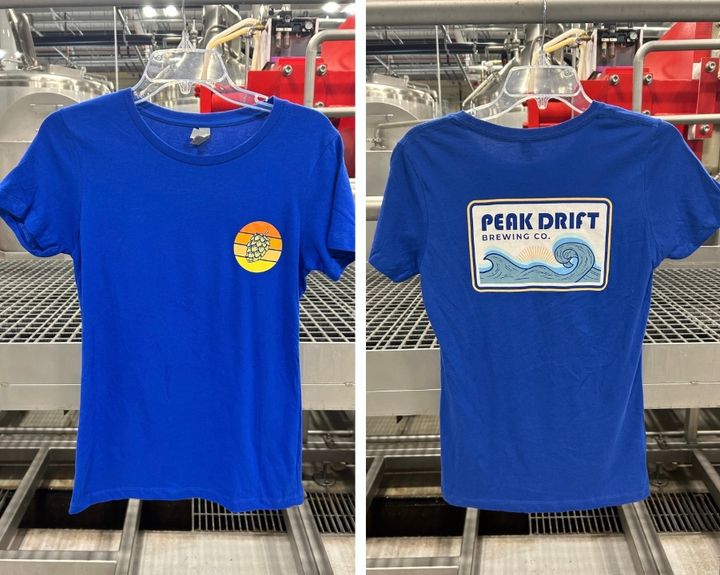 PEAK DRIFT
BREWING CO.